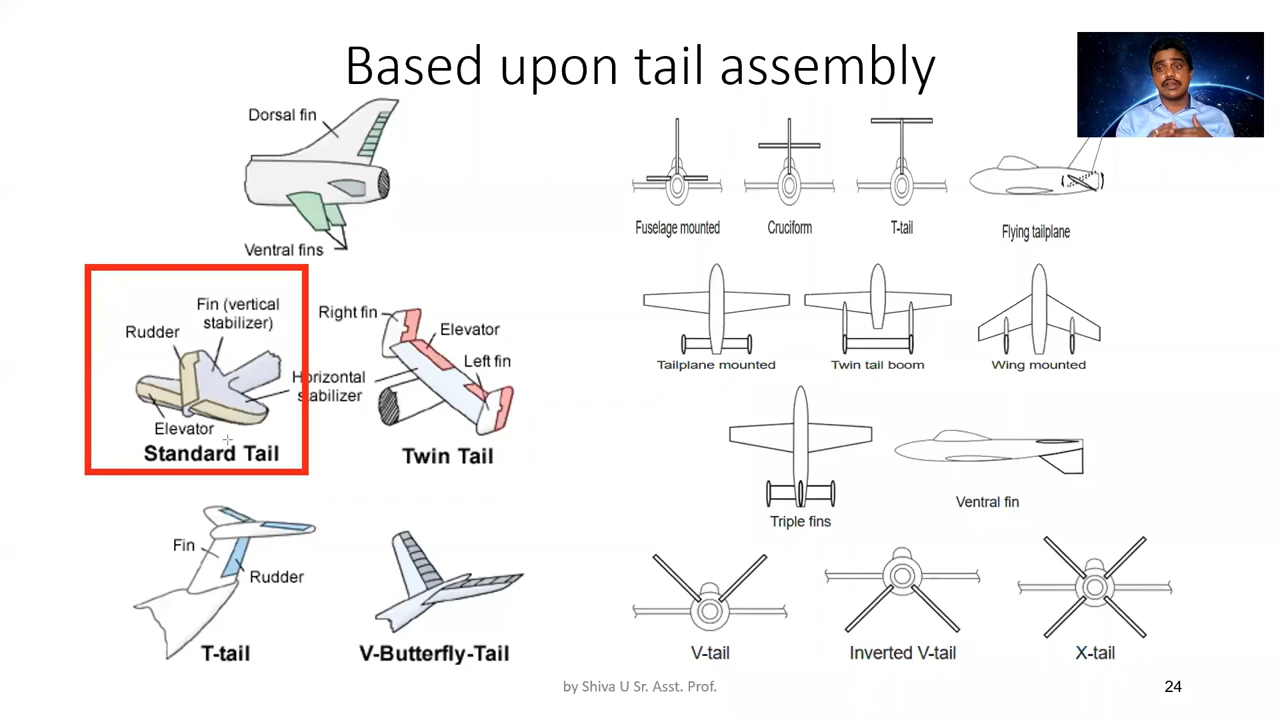 Based upon tail assembly
Dorsal fin
Ventral fins
Fin (vertical
stabilizer)
Rudder
Elevator
Standard Tail
Right fin
Elevator
Left fin
Horizontal
stabilizer
Twin Tail
Fin
Rudder
T-tail
V-Butterfly-Tail
Fuselage mounted
Cruciform
T-tail
Flying tailplane
Tailplane mounted
Twin tail boom
Wing mounted
Triple fins
Ventral fin
V-tail
Inverted V-tail
X-tail
by Shiva U Sr. Asst. Prof.
24